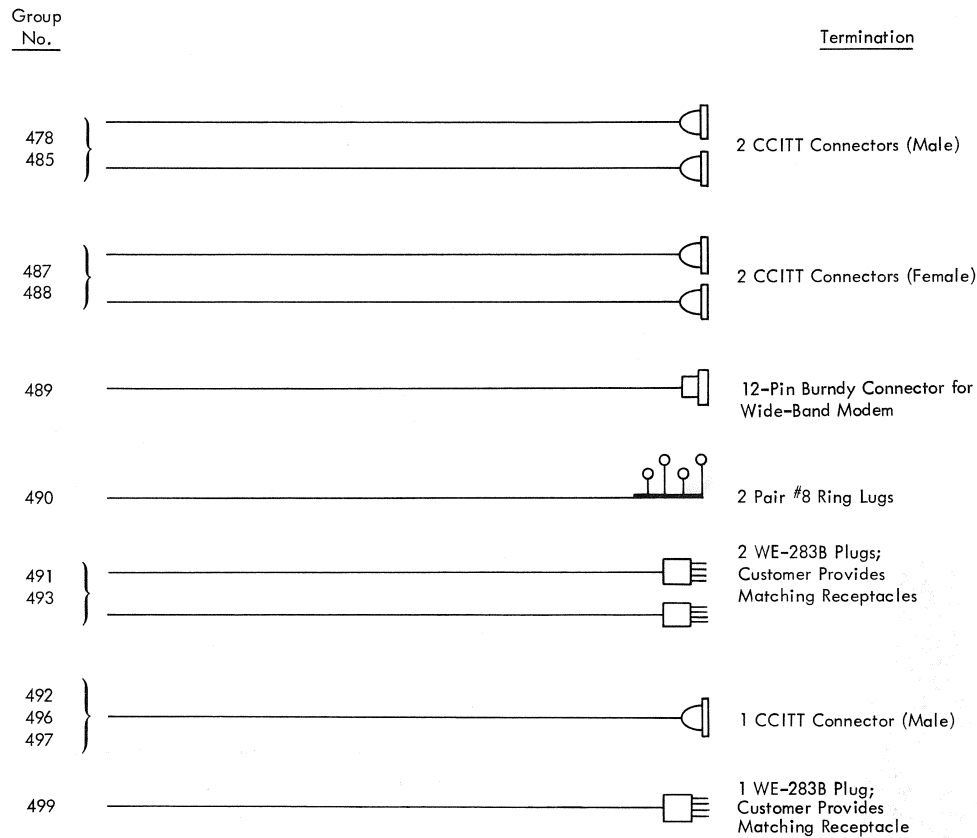 Group
No.
Termination
478
485
2 CCITT Connectors (Male)
487
488
2 CCITT Connectors (Female)
489
12-Pin Burndy Connector for
Wide-Band Modem
490
2 Pair #8 Ring Lugs
491
493
2 WE-283B Plugs;
Customer Provides
Matching Receptacles
492
496
497
1 CCITT Connector (Male)
499
1 WE-283B Plug;
Customer Provides
Matching Receptacle